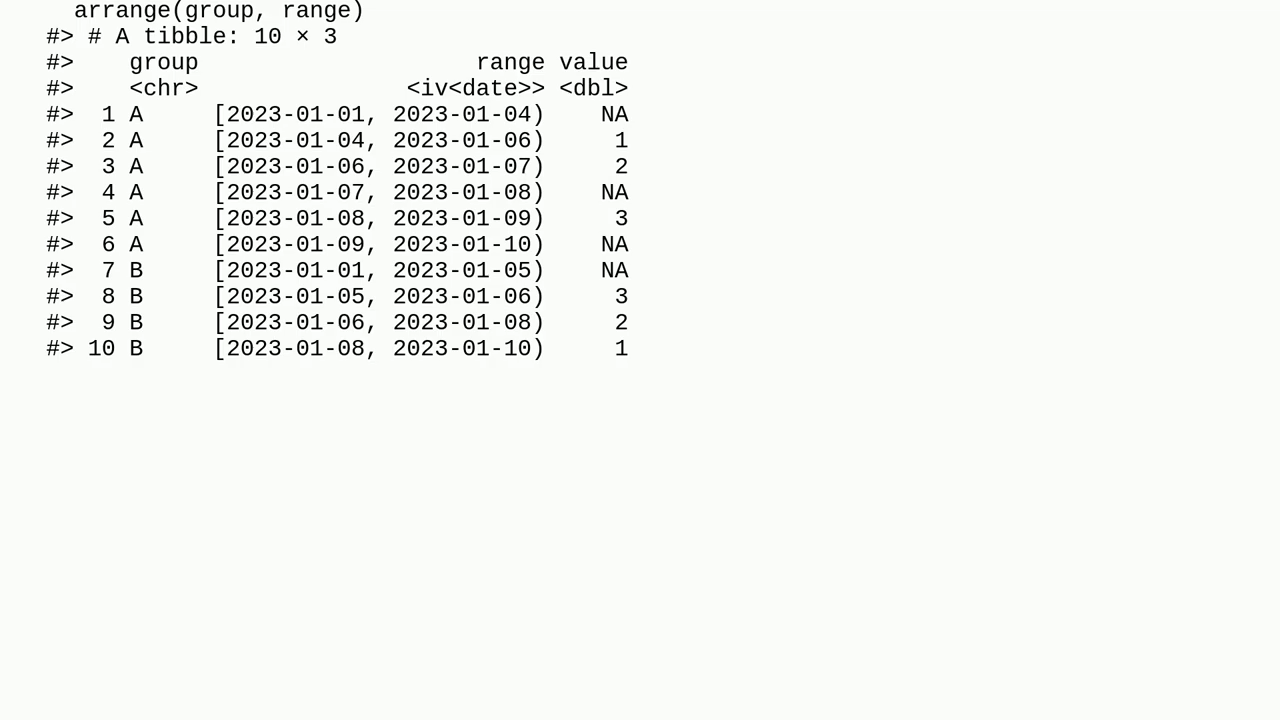 arrange(group, range)
#> # A tibble: 10 × 3
#>    group                    range value
#>    <chr>               <iv<date>> <dbl>
#>  1 A     [2023-01-01, 2023-01-04)    NA
#>  2 A     [2023-01-04, 2023-01-06)     1
#>  3 A     [2023-01-06, 2023-01-07)     2
#>  4 A     [2023-01-07, 2023-01-08)    NA
#>  5 A     [2023-01-08, 2023-01-09)     3
#>  6 A     [2023-01-09, 2023-01-10)    NA
#>  7 B     [2023-01-01, 2023-01-05)    NA
#>  8 B     [2023-01-05, 2023-01-06)     3
#>  9 B     [2023-01-06, 2023-01-08)     2
#> 10 B     [2023-01-08, 2023-01-10)     1